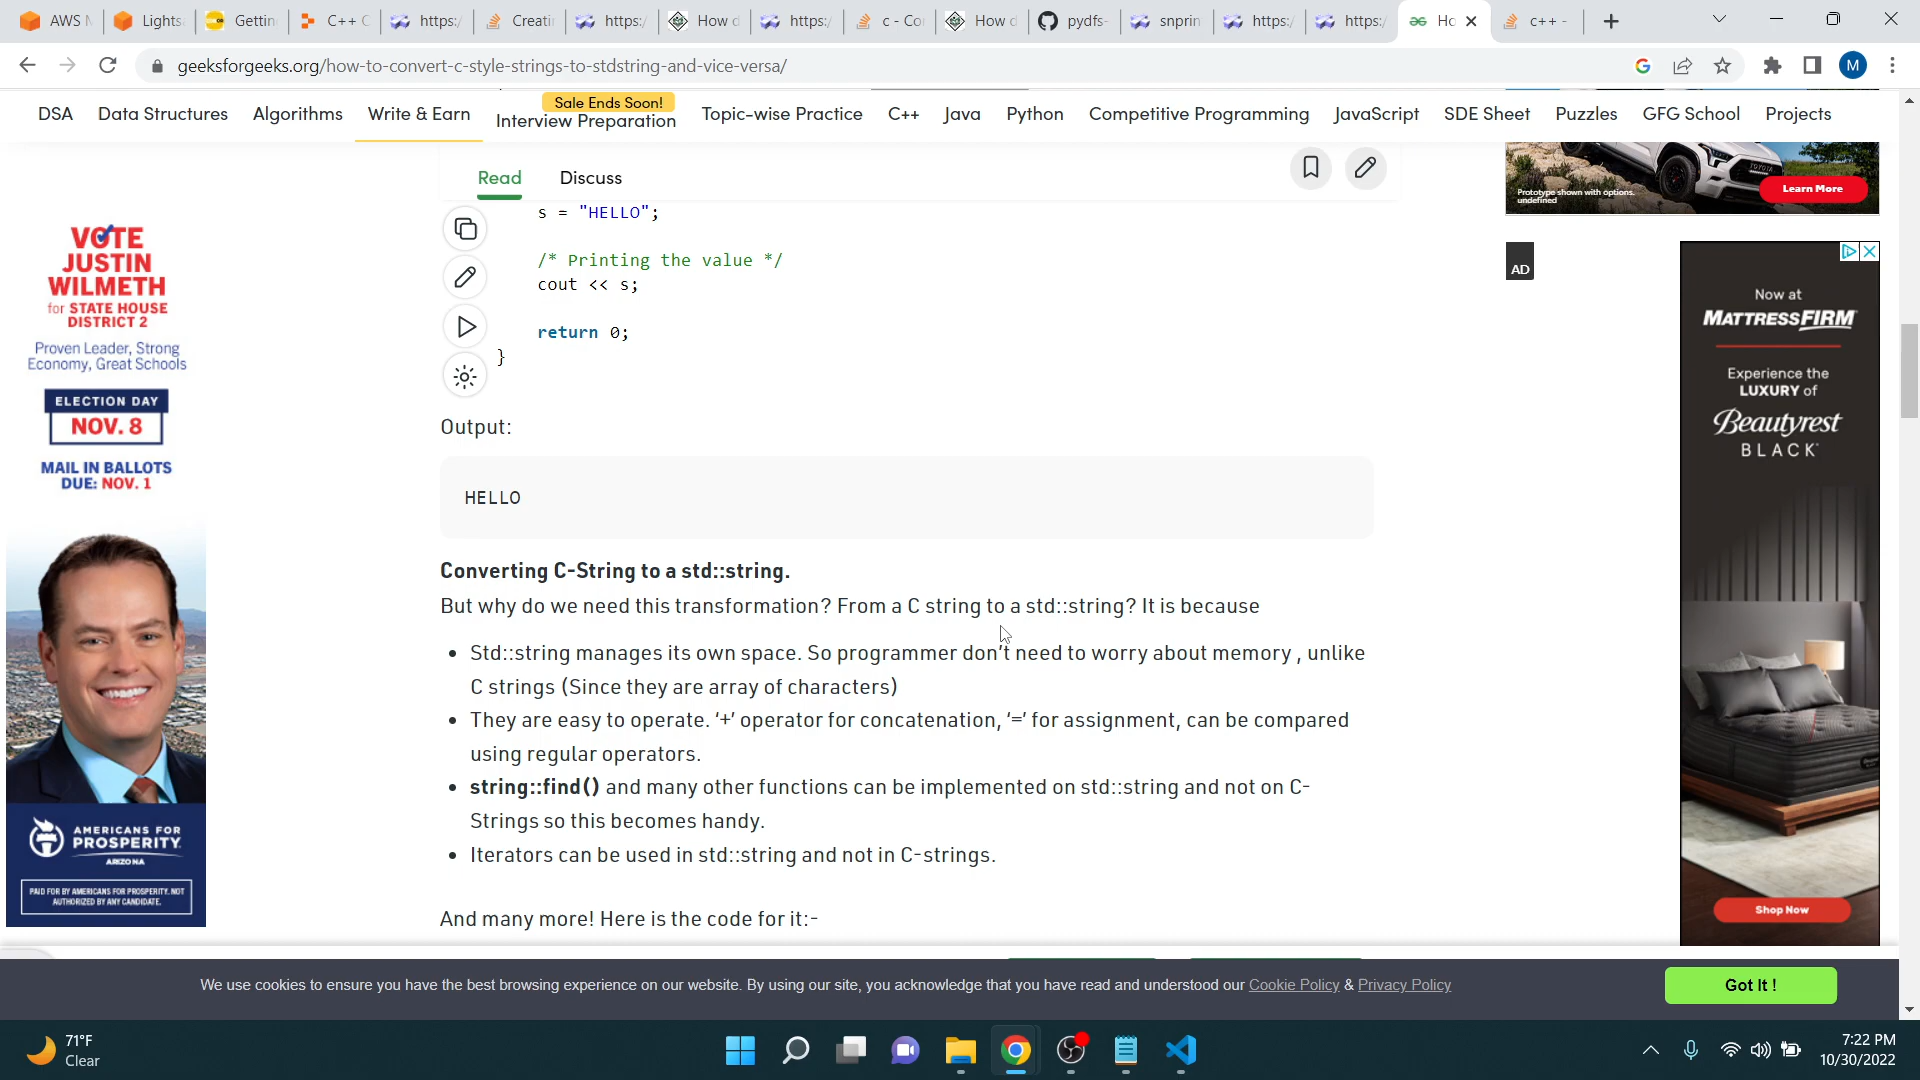 AWS M
Lights
Gettin
C++ C
https:/
Creati
https:/
How d
https:/
c - Co
How d
pydfs-
snprin
https:/
https:/
Ho
c++ -
geeksforgeeks.org/how-to-convert-c-style-strings-to-stdstring-and-vice-versa/
M
DSA
Data Structures
Algorithms
Write & Earn
Sale Ends Soon!
Interview Preparation
Topic-wise Practice
C++
Java
Python
Competitive Programming
JavaScript
SDE Sheet
Puzzles
GFG School
Projects
Read
Discuss
s = "HELLO";
/* Printing the value */
cout << s;
return 0;
}
Output:
HELLO
Converting C-String to a std::string.
But why do we need this transformation? From a C string to a std::string? It is because
• Std::string manages its own space. So programmer don't need to worry about memory , unlike
C strings (Since they are array of characters)
• They are easy to operate. '+' operator for concatenation, '=' for assignment, can be compared
using regular operators.
• string::find() and many other functions can be implemented on std::string and not on C-
Strings so this becomes handy.
• Iterators can be used in std::string and not in C-strings.
And many more! Here is the code for it:-
VOTE
JUSTIN
WILMETH
for STATE HOUSE
DISTRICT 2
Proven Leader, Strong
Economy, Great Schools
ELECTION DAY
NOV. 8
MAIL IN BALLOTS
DUE: NOV. 1
AMERICANS FOR
PROSPERITY
ARIZONA
PAID FOR BY AMERICANS FOR PROSPERITY. NOT
AUTHORIZED BY ANY CANDIDATE.
TOYOTA
Prototype shown with options.
undefined
Learn More
AD
Now at
MATTRESSFIRM
Experience the
LUXURY of
Beautyrest
BLACK
Shop Now
We use cookies to ensure you have the best browsing experience on our website. By using our site, you acknowledge that you have read and understood our Cookie Policy & Privacy Policy
Got It !
71°F
Clear
7:22 PM
10/30/2022